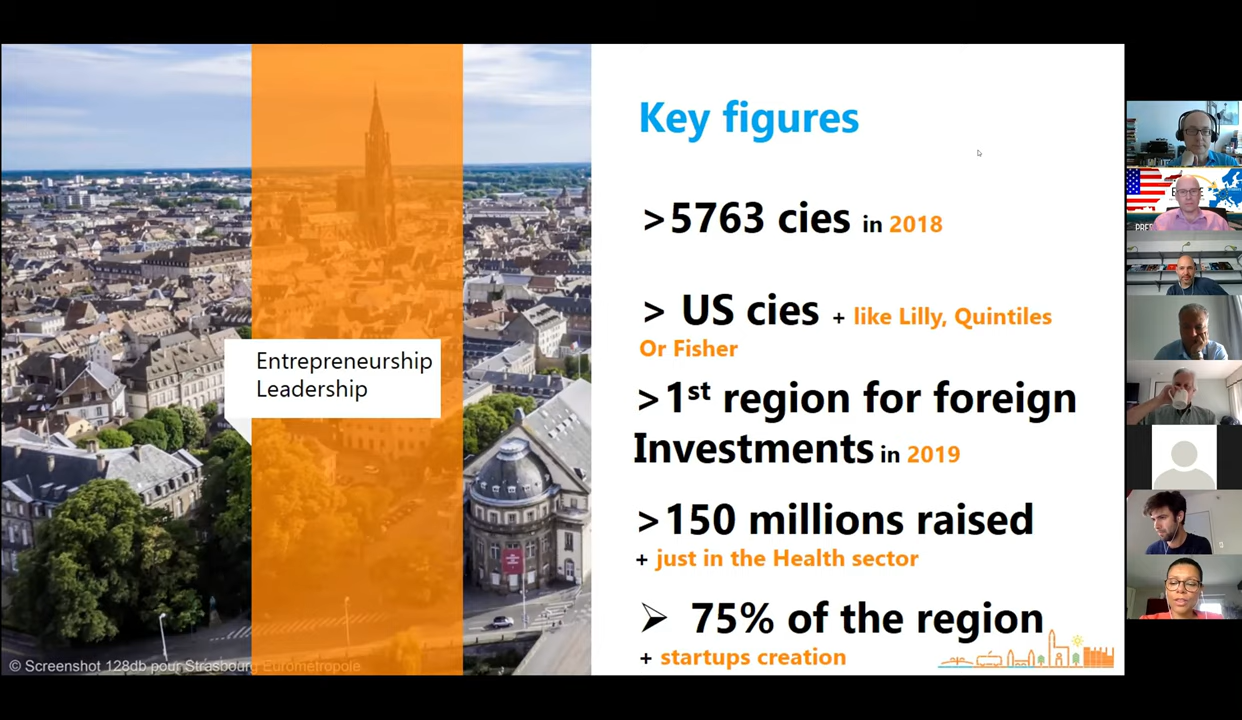 Key figures
>5763 cies in 2018
> US cies + like Lilly, Quintiles
Or Fisher
>1st region for foreign
Investments in 2019
>150 millions raised
+ just in the Health sector
➢ 75% of the region
+ startups creation
Entrepreneurship
Leadership
© Screenshot 128db pour Strasbourg Eurométropole